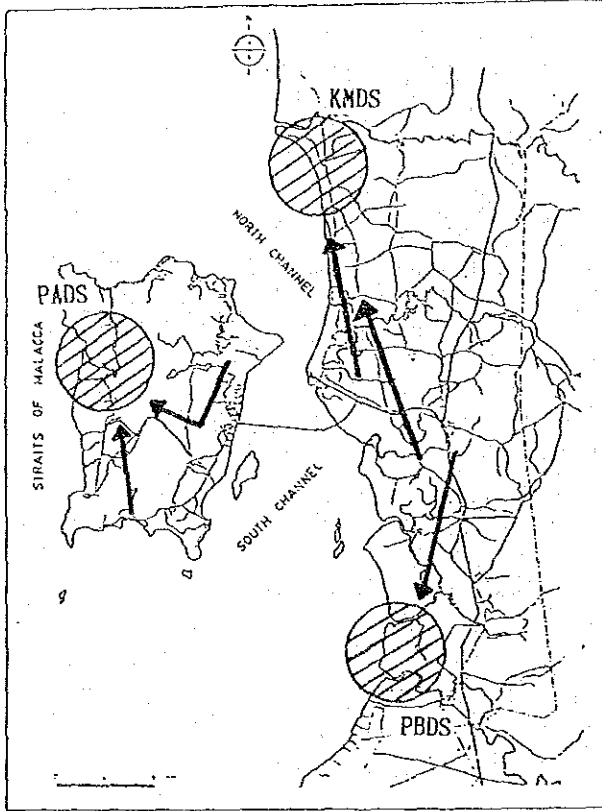 KMDS
NORTH CHANNEL
PADS
STRAITS OF MALACCA
SOUTH CHANNEL
PBDS